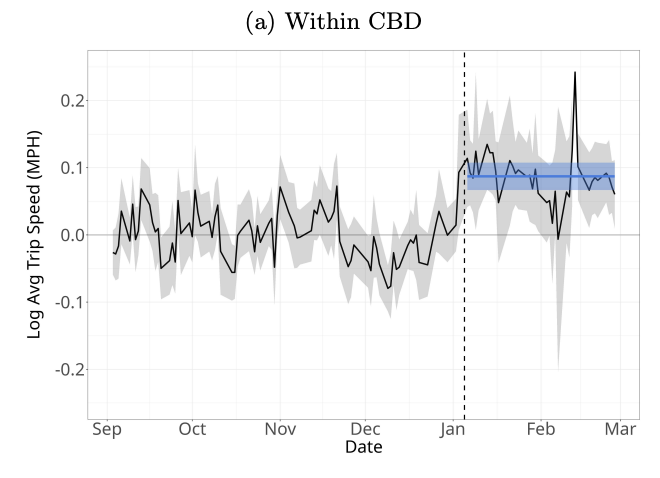 (a) Within CBD
Log Avg Trip Speed (MPH)
0.2
0.1
0.0
-0.1
-0.2
Sep Oct Nov Dec Jan Feb Mar
Date